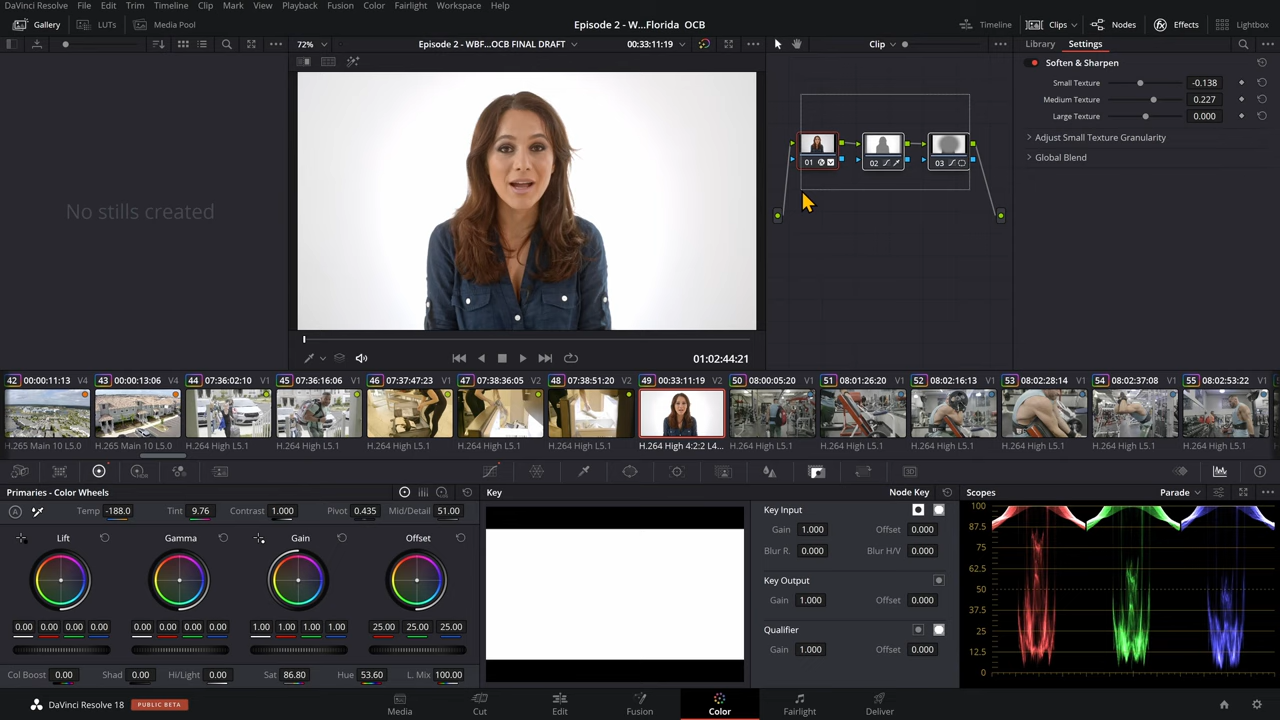 DaVinci Resolve File Edit Trim Timeline Clip Mark View Playback Fusion Color Fairlight Workspace Help
Gallery LUTs Media Pool Episode 2 - W...Florida OCB Timeline Clips Nodes Effects Lightbox
72% Episode 2 - WBF...OCB FINAL DRAFT 00:33:11:19 Clip Library Settings
Soften & Sharpen
Small Texture -0.138
Medium Texture 0.227
Large Texture 0.000
Adjust Small Texture Granularity
Global Blend
01 02 03
No stills created
01:02:44:21
42 00:00:11:13 V4 43 00:00:13:06 V4 44 07:36:02:10 V1 45 07:36:16:06 V1 46 07:37:47:23 V1 47 07:38:36:05 V2 48 07:38:51:20 V2 49 00:33:11:19 V2 50 08:00:05:20 V1 51 08:01:26:20 V1 52 08:02:16:13 V1 53 08:02:28:14 V1 54 08:02:37:08 V1 55 08:02:53:22 V1
H.265 Main 10 L5.0 H.265 Main 10 L5.0 H.264 High L5.1 H.264 High L5.1 H.264 High L5.1 H.264 High L5.1 H.264 High L5.1 H.264 High 4:2:2 L4... H.264 High L5.1 H.264 High L5.1 H.264 High L5.1 H.264 High L5.1 H.264 High L5.1 H.264 High L5.1
Primaries - Color Wheels Key Node Key Scopes Parade
A Temp -188.0 Tint 9.76 Contrast 1.000 Pivot 0.435 Mid/Detail 51.00
Lift Gamma Gain Offset
0.00 0.00 0.00 0.00 0.00 0.00 0.00 0.00 1.00 1.00 1.00 1.00 25.00 25.00 25.00
Col Boost 0.00 Shad 0.00 Hi/Light 0.00 Sat 86.80 Hue 53.60 L. Mix 100.00
Key Input
Gain 1.000 Offset 0.000
Blur R. 0.000 Blur H/V 0.000
Key Output
Gain 1.000 Offset 0.000
Qualifier
Gain 1.000 Offset 0.000
100
87.5
75
62.5
50
37.5
25
12.5
0
DaVinci Resolve 18 PUBLIC BETA Media Cut Edit Fusion Color Fairlight Deliver